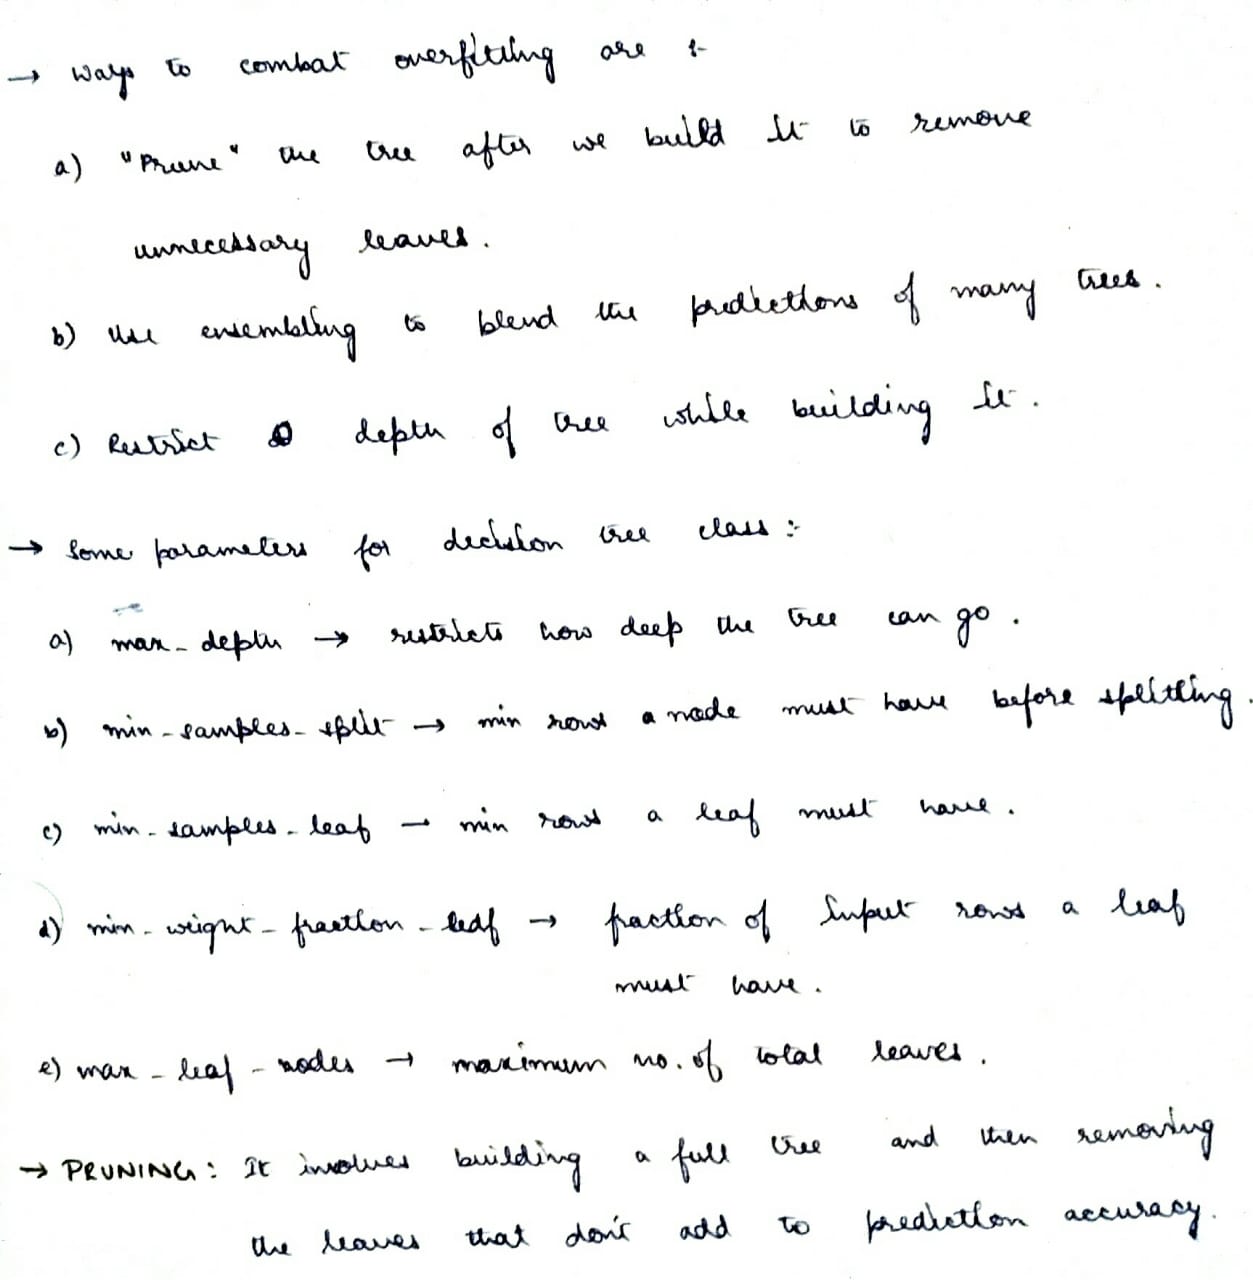 → Ways to combat overfitting are :-
a) "Prune" the tree after we build it to remove
unnecessary leaves.
b) Use ensembling to blend the predictions of many trees.
c) Restrict depth of tree while building it.
→ Some parameters for decision tree class :-
a) max_depth → restricts how deep the tree can go.
b) min_samples_split → min rows a node must have before splitting.
c) min_samples_leaf → min rows a leaf must have.
d) min_weight_fraction_leaf → fraction of input rows a leaf
must have.
e) max_leaf_nodes → maximum no. of total leaves.
→ PRUNING: It involves building a full tree and then removing
the leaves that don't add to prediction accuracy.